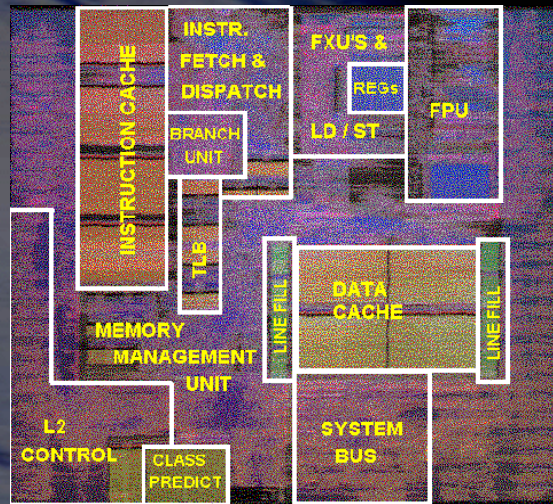 INSTRUCTION CACHE
INSTR.
FETCH &
DISPATCH
BRANCH
UNIT
TLB
FXU'S &
REGs
LD / ST
FPU
LINE FILL
DATA
CACHE
LINE FILL
MEMORY
MANAGEMENT
UNIT
L2
CONTROL
CLASS
PREDICT
SYSTEM
BUS